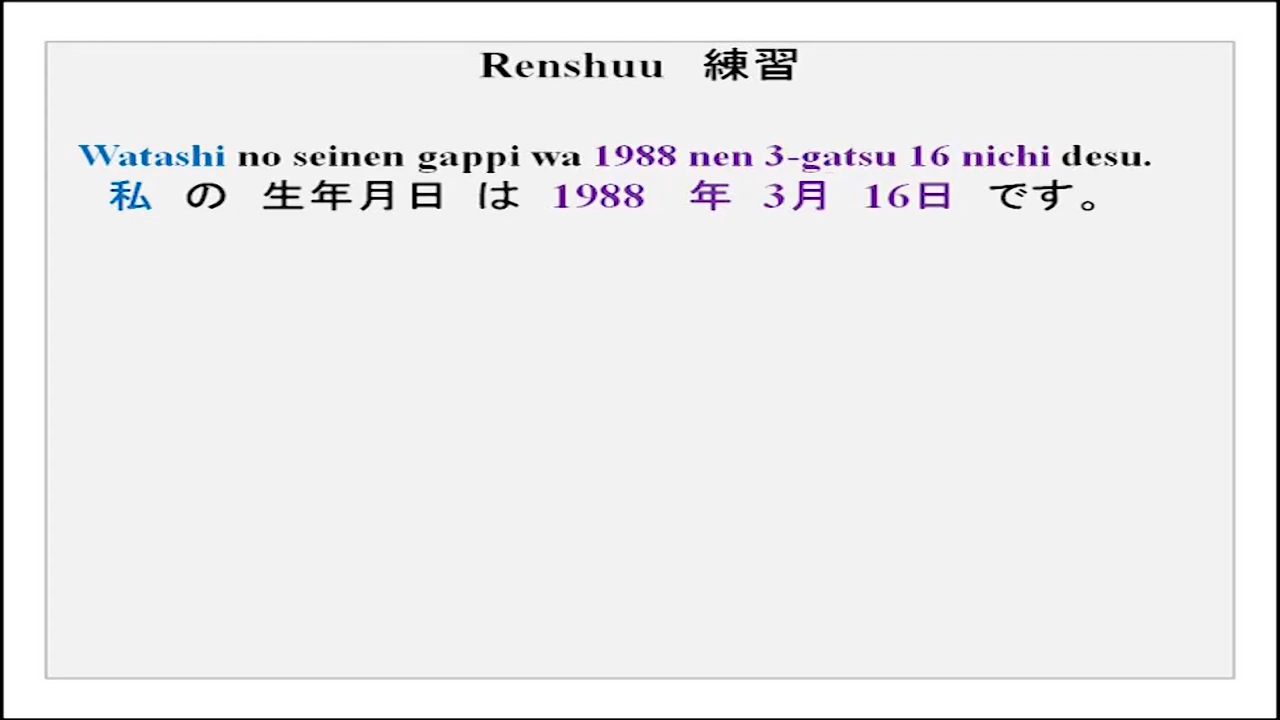 Renshuu 練習
Watashi no seinen gappi wa 1988 nen 3-gatsu 16 nichi desu.
私 の 生年月日 は 1988 年 3月 16日 です。